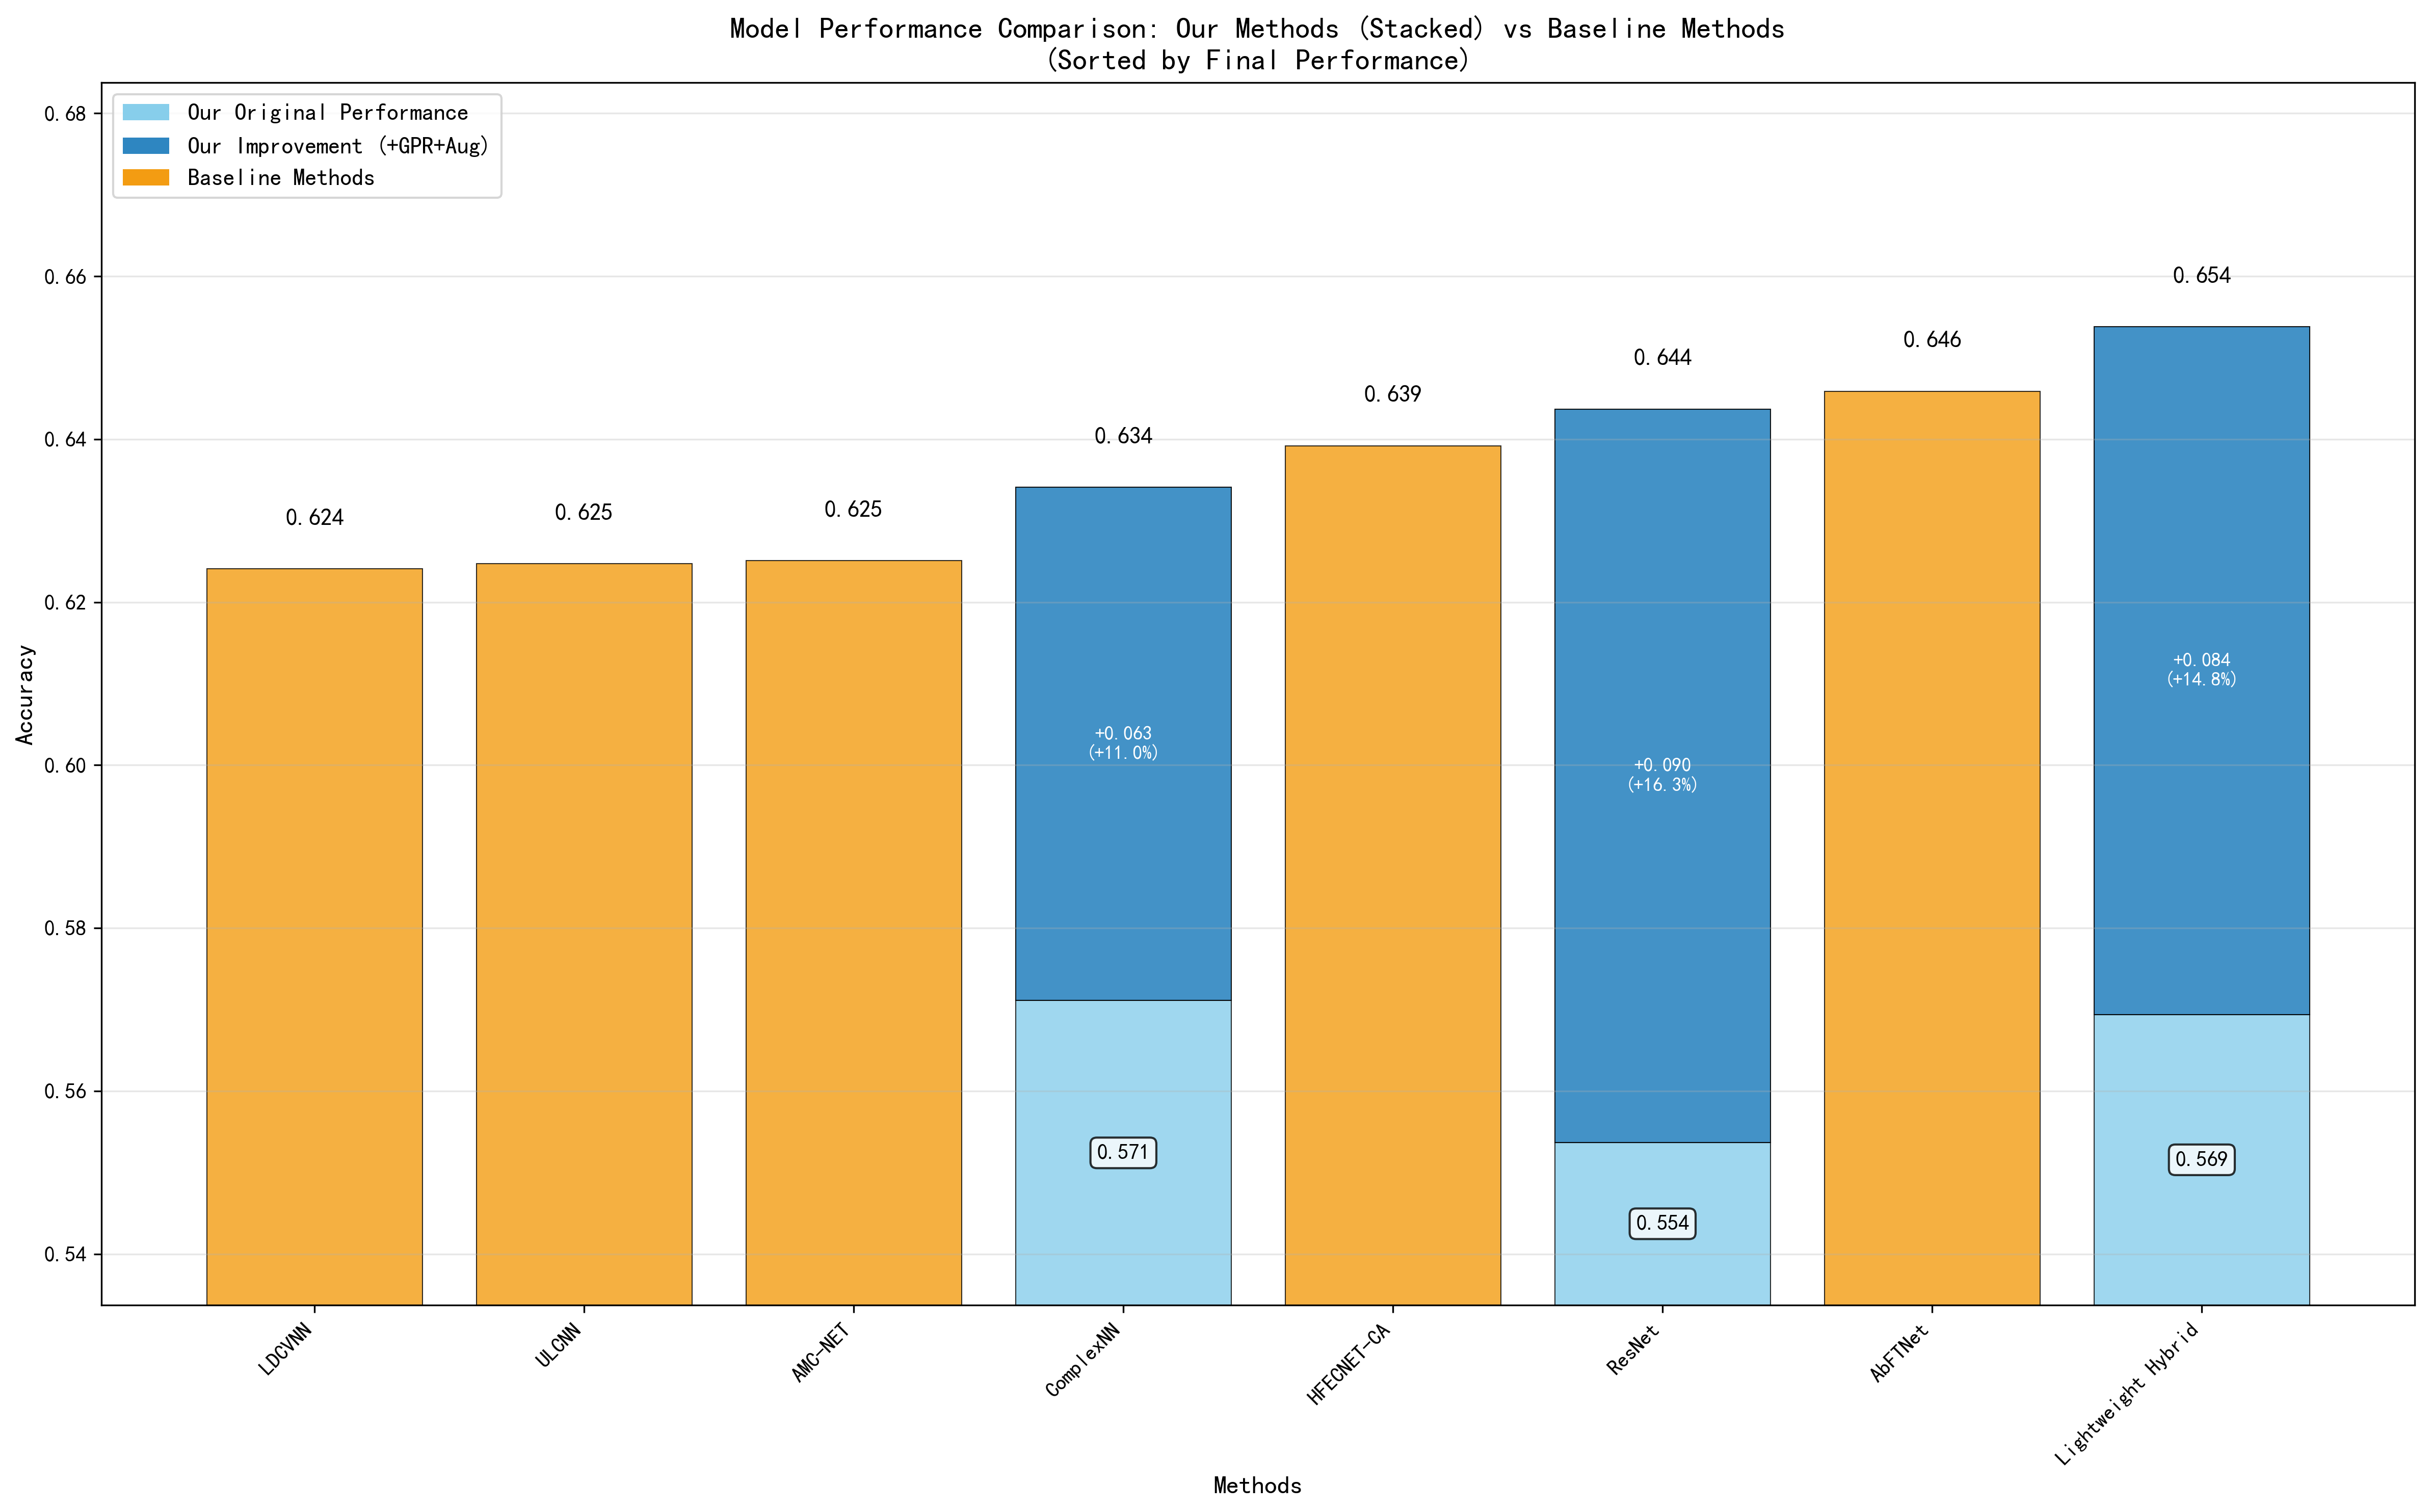 Model Performance Comparison: Our Methods (Stacked) vs Baseline Methods
(Sorted by Final Performance)
Our Original Performance
Our Improvement (+GPR+Aug)
Baseline Methods
Accuracy
0.68
0.66
0.64
0.62
0.60
0.58
0.56
0.54
0.624
0.625
0.625
0.634
+0.063
(+11.0%)
0.571
0.639
0.644
+0.090
(+16.3%)
0.554
0.646
0.654
+0.084
(+14.8%)
0.569
LDCVNN
ULCNN
AMC-NET
ComplexNN
HFECNET-CA
ResNet
AbFTNet
Lightweight Hybrid
Methods